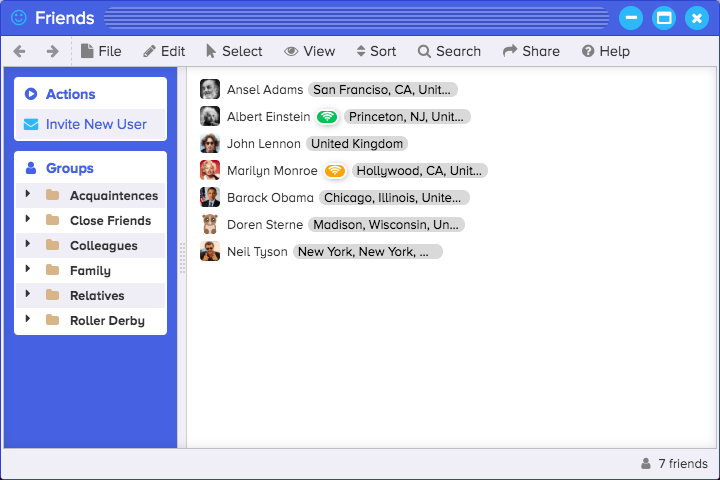 Friends
File Edit Select View Sort Search Share Help
Actions
Invite New User
Groups
Acquaintences
Close Friends
Colleagues
Family
Relatives
Roller Derby
Ansel Adams San Franciso, CA, Unit...
Albert Einstein Princeton, NJ, Unit...
John Lennon United Kingdom
Marilyn Monroe Hollywood, CA, Unit...
Barack Obama Chicago, Illinois, Unite...
Doren Sterne Madison, Wisconsin, Un...
Neil Tyson New York, New York, ...
7 friends